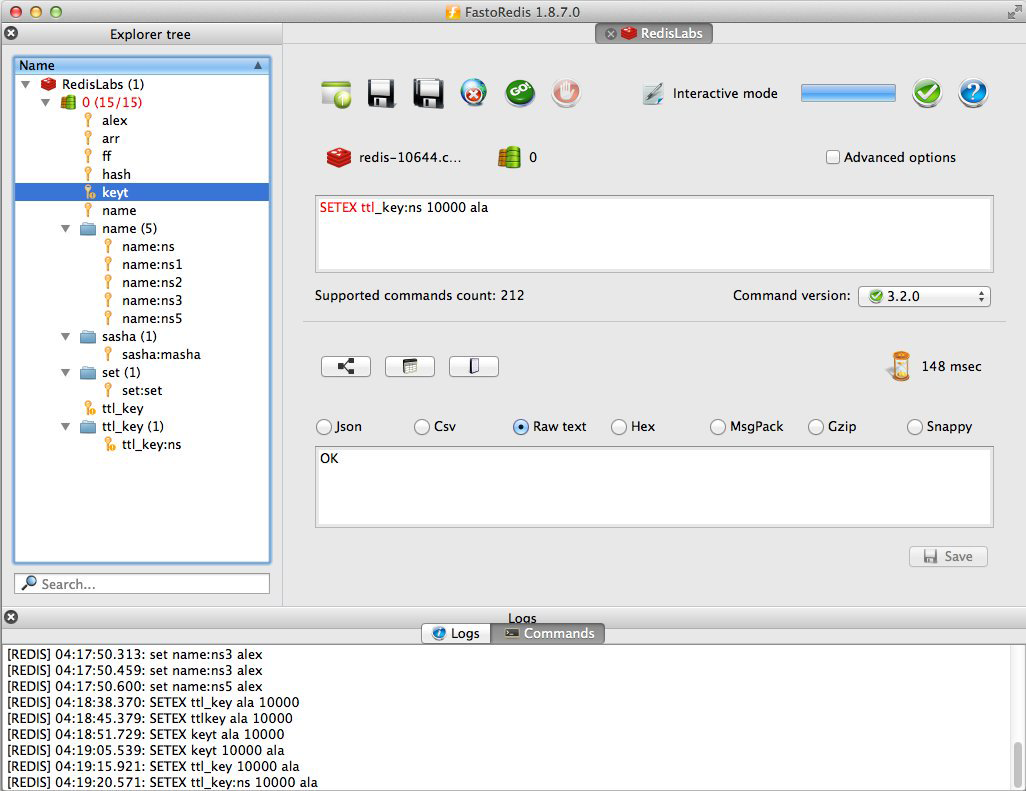 FastoRedis 1.8.7.0
Explorer tree
RedisLabs
Name
RedisLabs (1)
0 (15/15)
alex
arr
ff
hash
keyt
name
name (5)
name:ns
name:ns1
name:ns2
name:ns3
name:ns5
sasha (1)
sasha:masha
set (1)
set:set
ttl_key
ttl_key (1)
ttl_key:ns
Search...
GO!
Interactive mode
?
redis-10644.c...
0
Advanced options
SETEX ttl_key:ns 10000 ala
Supported commands count: 212
Command version:
3.2.0
148 msec
Json
Csv
Raw text
Hex
MsgPack
Gzip
Snappy
OK
Save
Logs
Logs
Commands
[REDIS] 04:17:50.313: set name:ns3 alex
[REDIS] 04:17:50.459: set name:ns3 alex
[REDIS] 04:17:50.600: set name:ns5 alex
[REDIS] 04:18:38.370: SETEX ttl_key ala 10000
[REDIS] 04:18:45.379: SETEX ttlkey ala 10000
[REDIS] 04:18:51.729: SETEX keyt ala 10000
[REDIS] 04:19:05.539: SETEX keyt 10000 ala
[REDIS] 04:19:15.921: SETEX ttl_key 10000 ala
[REDIS] 04:19:20.571: SETEX ttl_key:ns 10000 ala